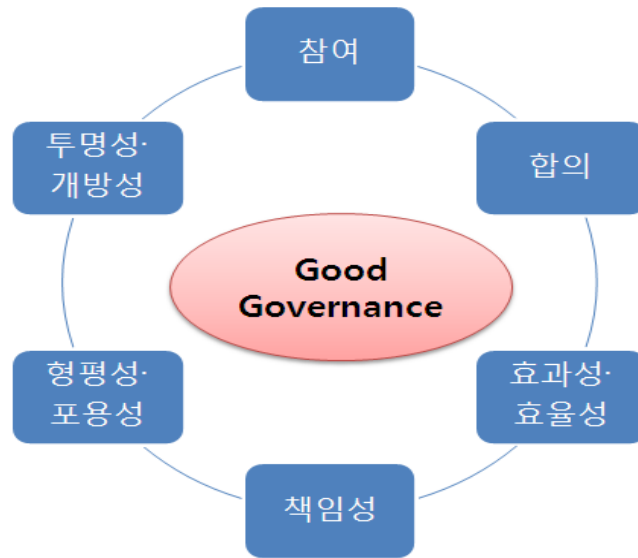 참여
투명성·
개방성
합의
Good
Governance
형평성·
포용성
효과성·
효율성
책임성